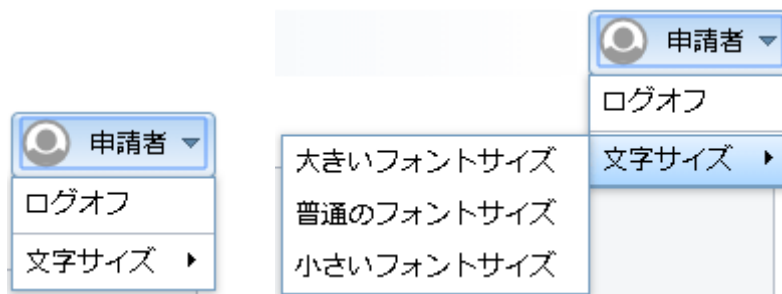 申請者
ログオフ
文字サイズ
申請者
ログオフ
文字サイズ
大きいフォントサイズ
普通のフォントサイズ
小さいフォントサイズ